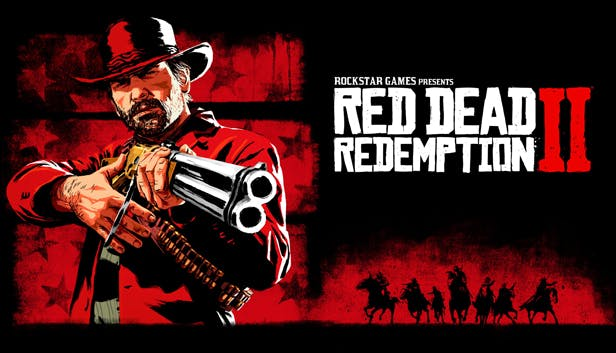 ROCKSTAR GAMES PRESENTS
RED DEAD
REDEMPTION II